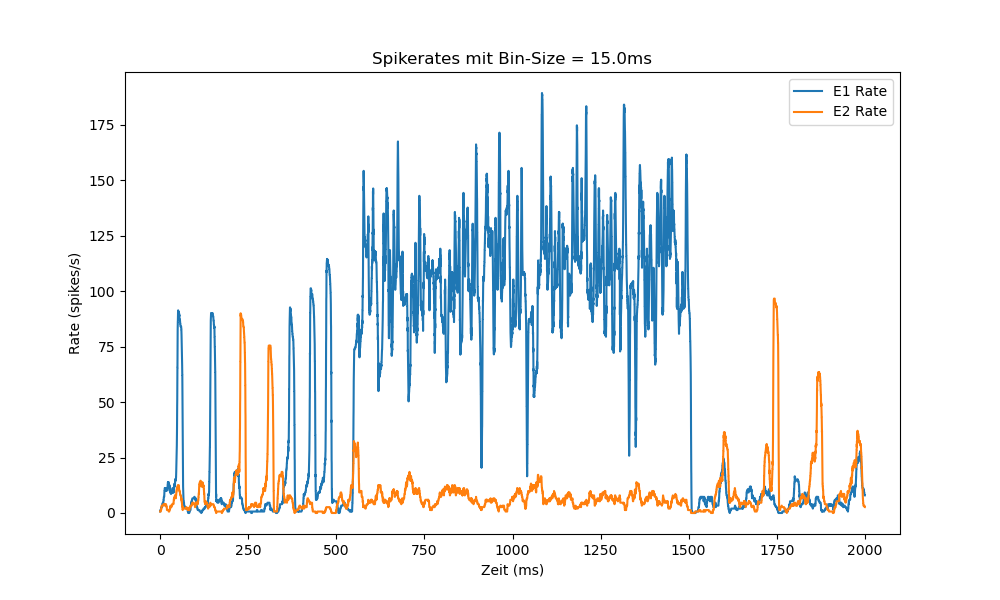 Spikerates mit Bin-Size = 15.0ms
E1 Rate
E2 Rate
175
150
125
100
75
50
25
0
Rate (spikes/s)
0 250 500 750 1000 1250 1500 1750 2000
Zeit (ms)